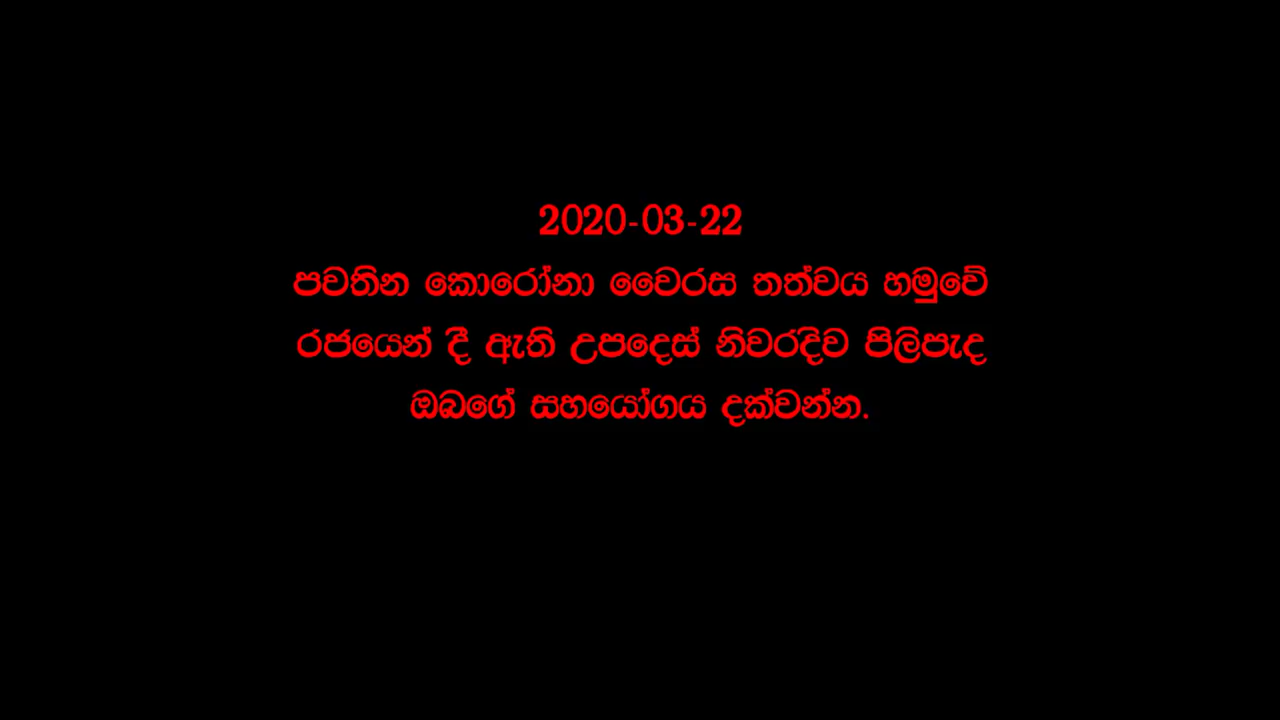 2020-03-22
පවතින කොරෝනා වෛරස තත්වය හමුවේ
රජයෙන් දී ඇති උපදෙස් නිවරදිව පිලිපැද
ඔබගේ සහයෝගය දක්වන්න.